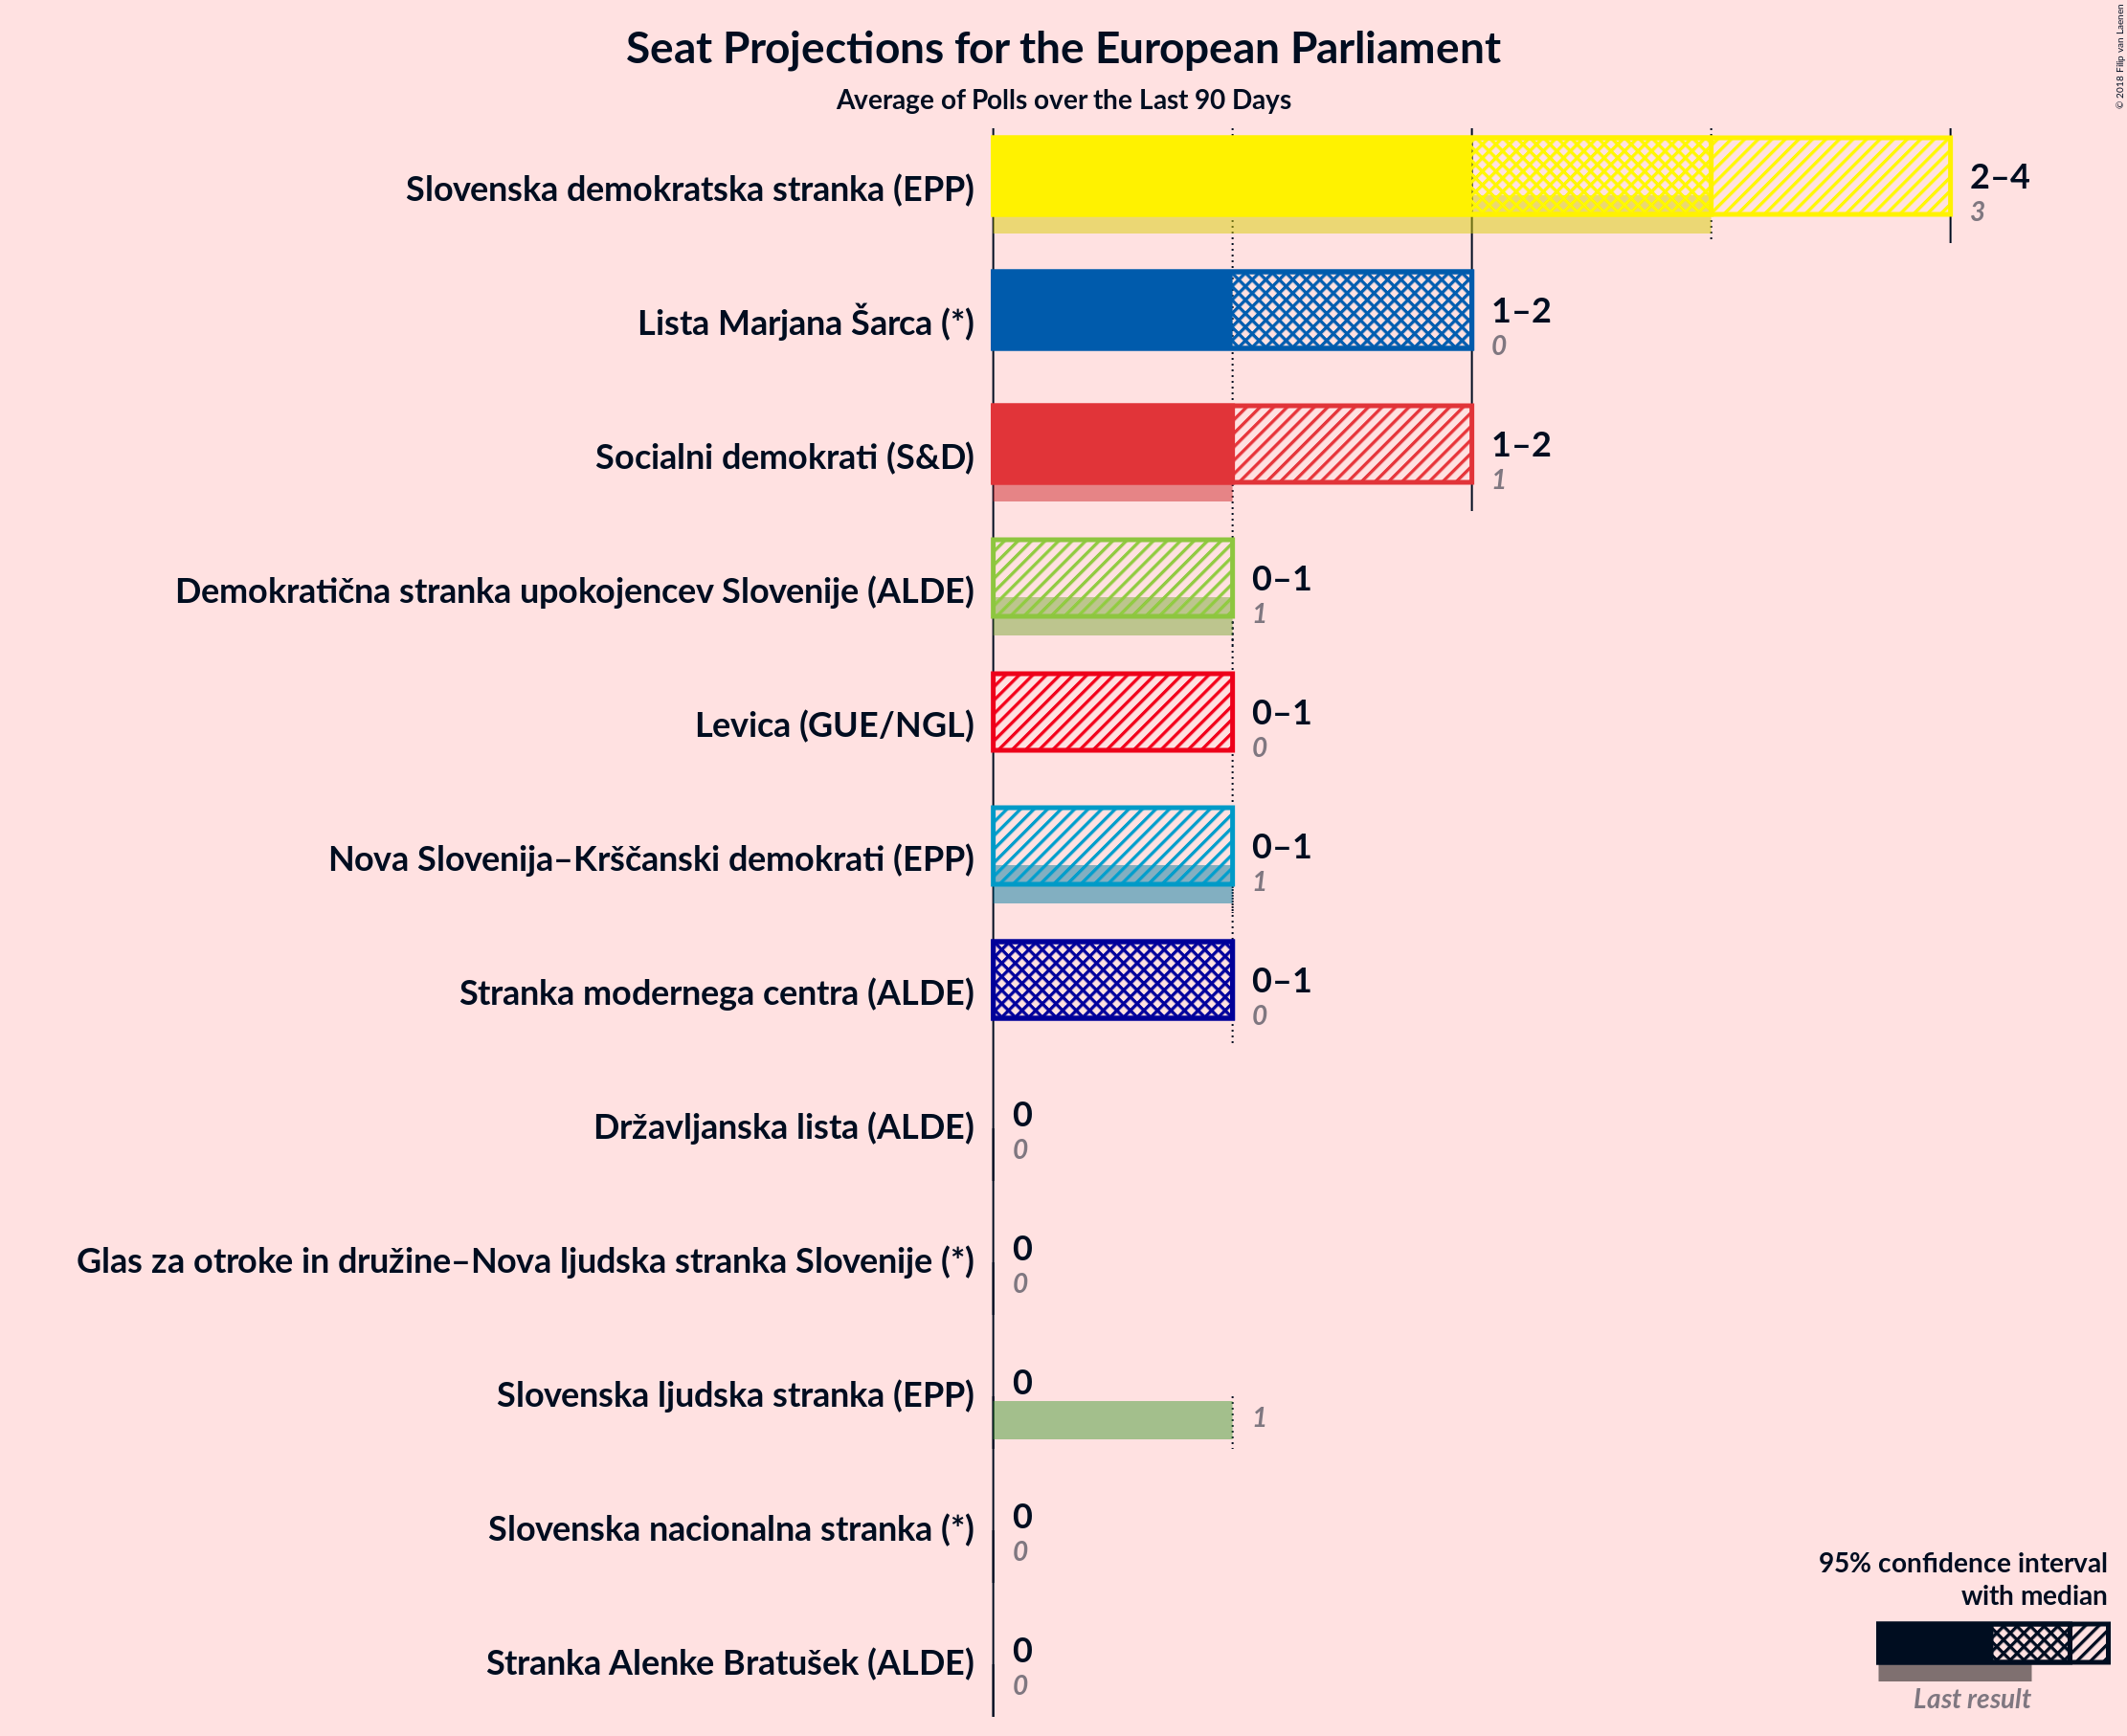 Seat Projections for the European Parliament
Average of Polls over the Last 90 Days
© 2018 Filip van Laenen
Slovenska demokratska stranka (EPP)
2–4
3
Lista Marjana Šarca (*)
1–2
0
Socialni demokrati (S&D)
1–2
1
Demokratična stranka upokojencev Slovenije (ALDE)
0–1
1
Levica (GUE/NGL)
0–1
0
Nova Slovenija–Krščanski demokrati (EPP)
0–1
1
Stranka modernega centra (ALDE)
0–1
0
Državljanska lista (ALDE)
0
0
Glas za otroke in družine–Nova ljudska stranka Slovenije (*)
0
0
Slovenska ljudska stranka (EPP)
0
1
Slovenska nacionalna stranka (*)
0
0
Stranka Alenke Bratušek (ALDE)
0
0
95% confidence interval
with median
Last result